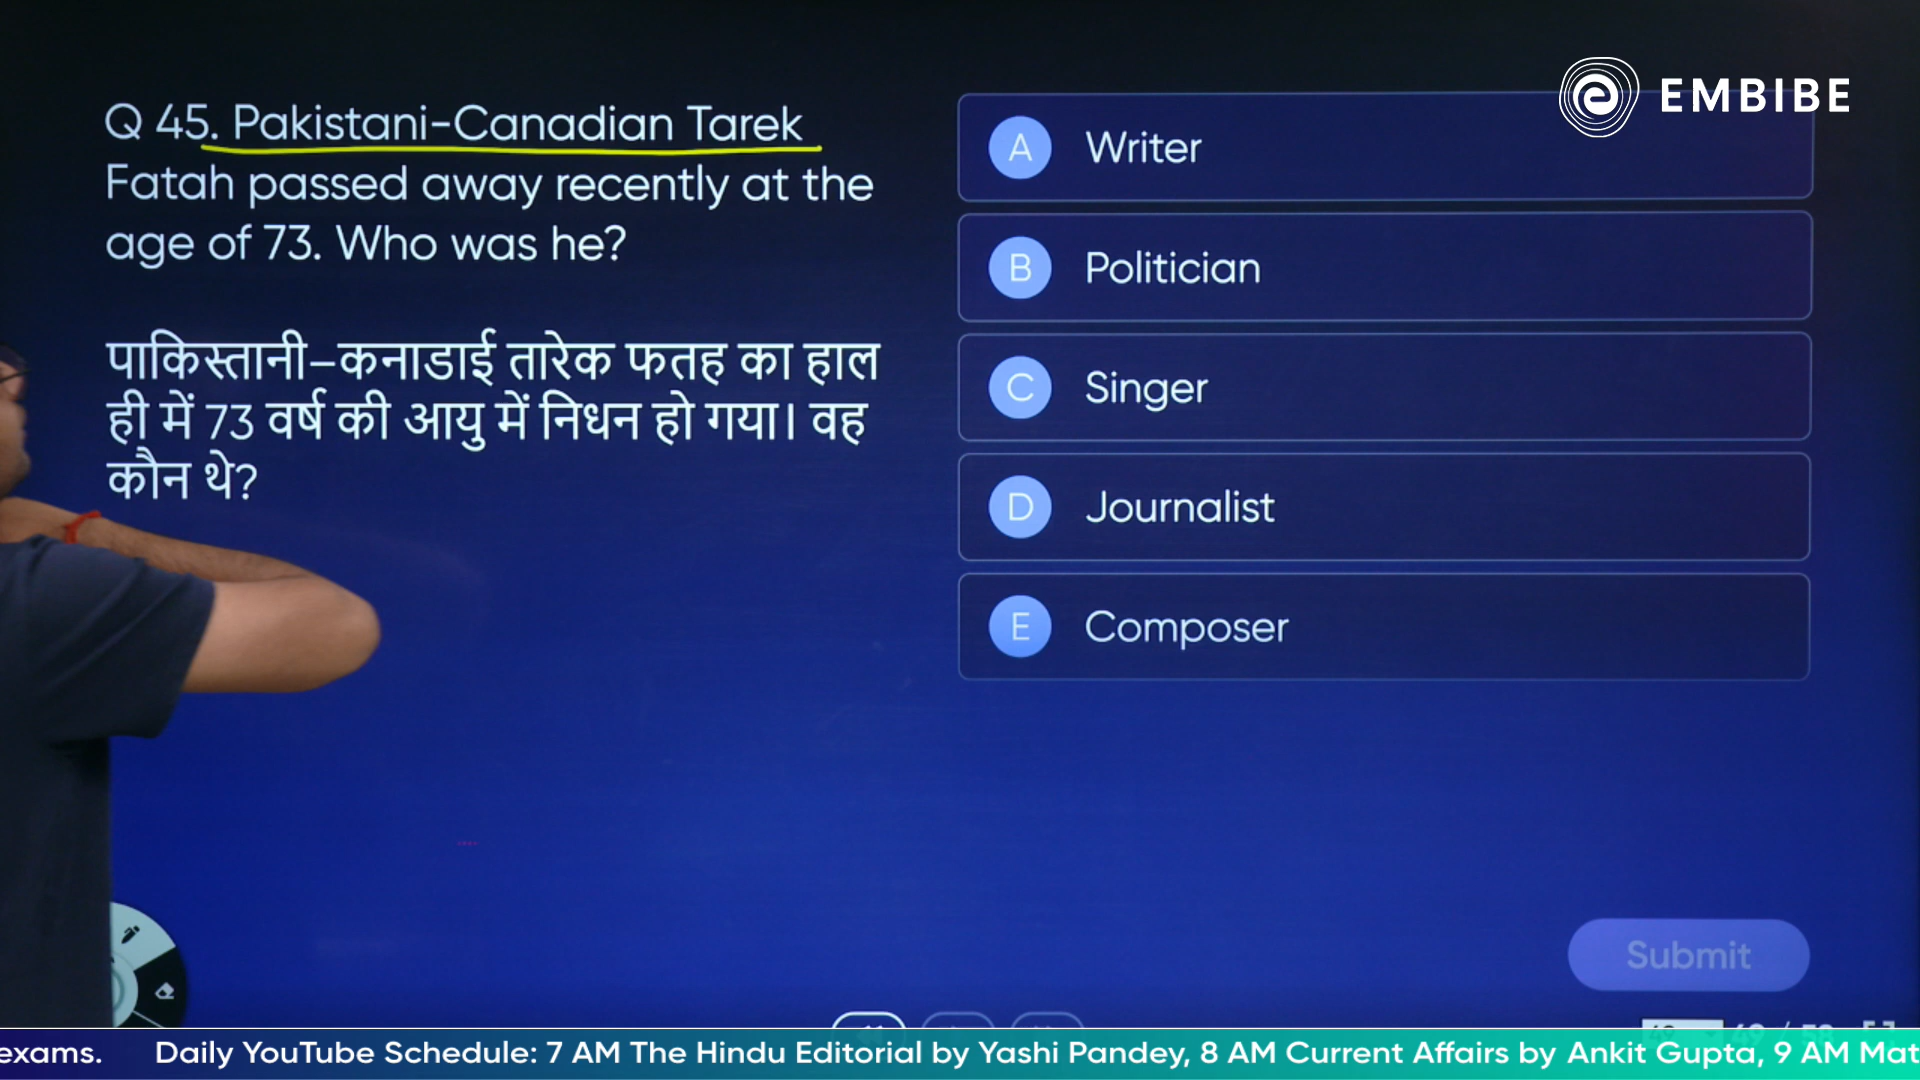 EMBIBE
Q 45. Pakistani-Canadian Tarek
Fatah passed away recently at the
age of 73. Who was he?
पाकिस्तानी–कनाडाई तारेक फतह का हाल
ही में 73 वर्ष की आयु में निधन हो गया। वह
कौन थे?
A Writer
B Politician
C Singer
D Journalist
E Composer
Submit
exams. Daily YouTube Schedule: 7 AM The Hindu Editorial by Yashi Pandey, 8 AM Current Affairs by Ankit Gupta, 9 AM Mat